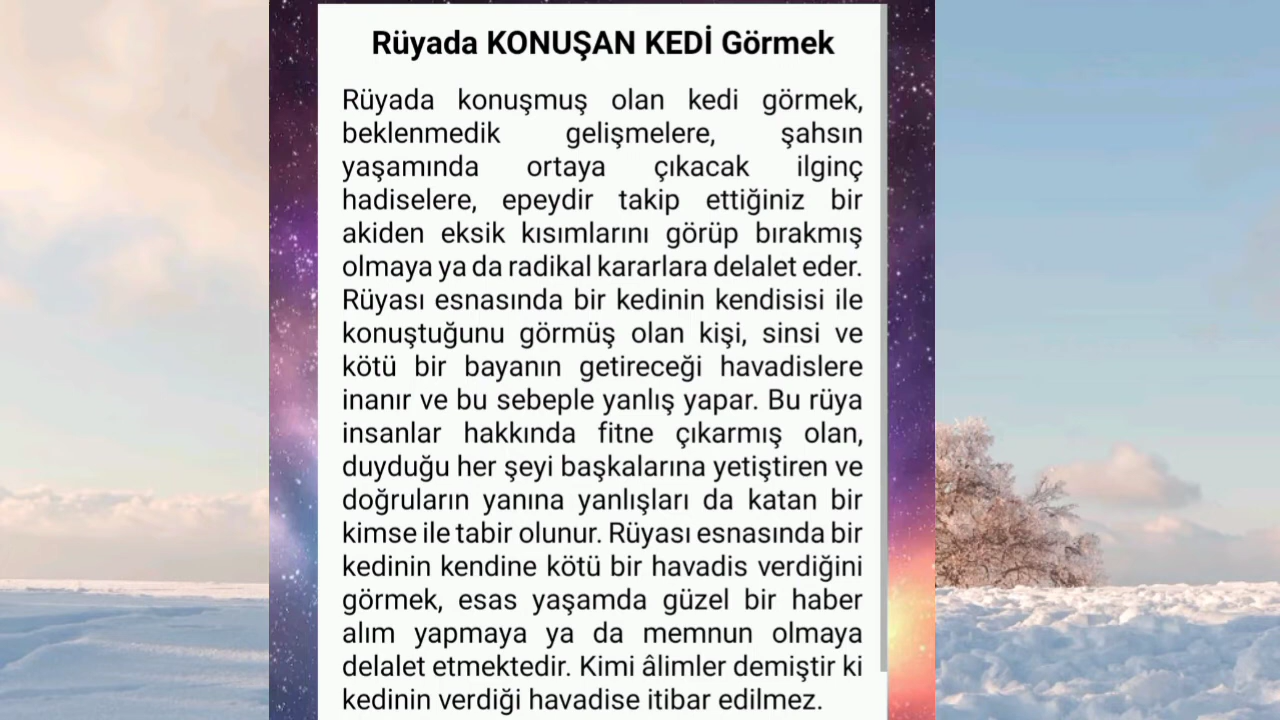 Rüyada KONUŞAN KEDİ Görmek
Rüyada konuşmuş olan kedi görmek,
beklenmedik gelişmelere, şahsın
yaşamında ortaya çıkacak ilginç
hadiselere, epeydir takip ettiğiniz bir
akiden eksik kısımlarını görüp bırakmış
olmaya ya da radikal kararlara delalet eder.
Rüyası esnasında bir kedinin kendisisi ile
konuştuğunu görmüş olan kişi, sinsi ve
kötü bir bayanın getireceği havadislere
inanır ve bu sebeple yanlış yapar. Bu rüya
insanlar hakkında fitne çıkarmış olan,
duyduğu her şeyi başkalarına yetiştiren ve
doğruların yanına yanlışları da katan bir
kimse ile tabir olunur. Rüyası esnasında bir
kedinin kendine kötü bir havadis verdiğini
görmek, esas yaşamda güzel bir haber
alım yapmaya ya da memnun olmaya
delalet etmektedir. Kimi âlimler demiştir ki
kedinin verdiği havadise itibar edilmez.